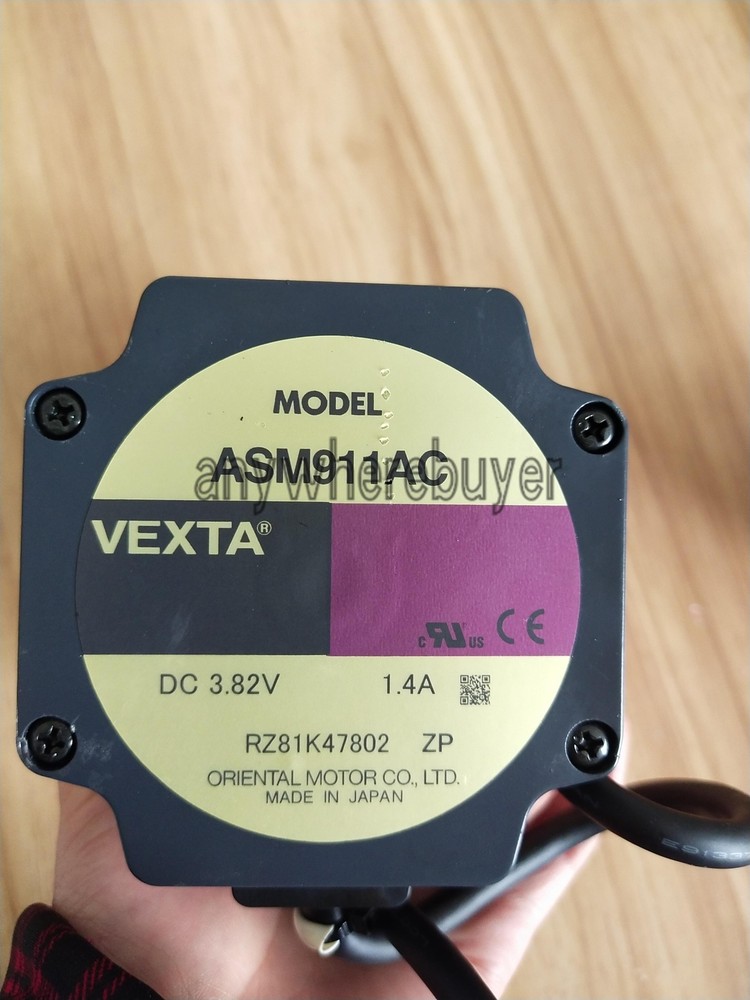 MODEL
ASM911AC
anywherebuyer
VEXTA®
c RU US CE
DC 3.82V 1.4A
RZ81K47802 ZP
ORIENTAL MOTOR CO., LTD.
MADE IN JAPAN